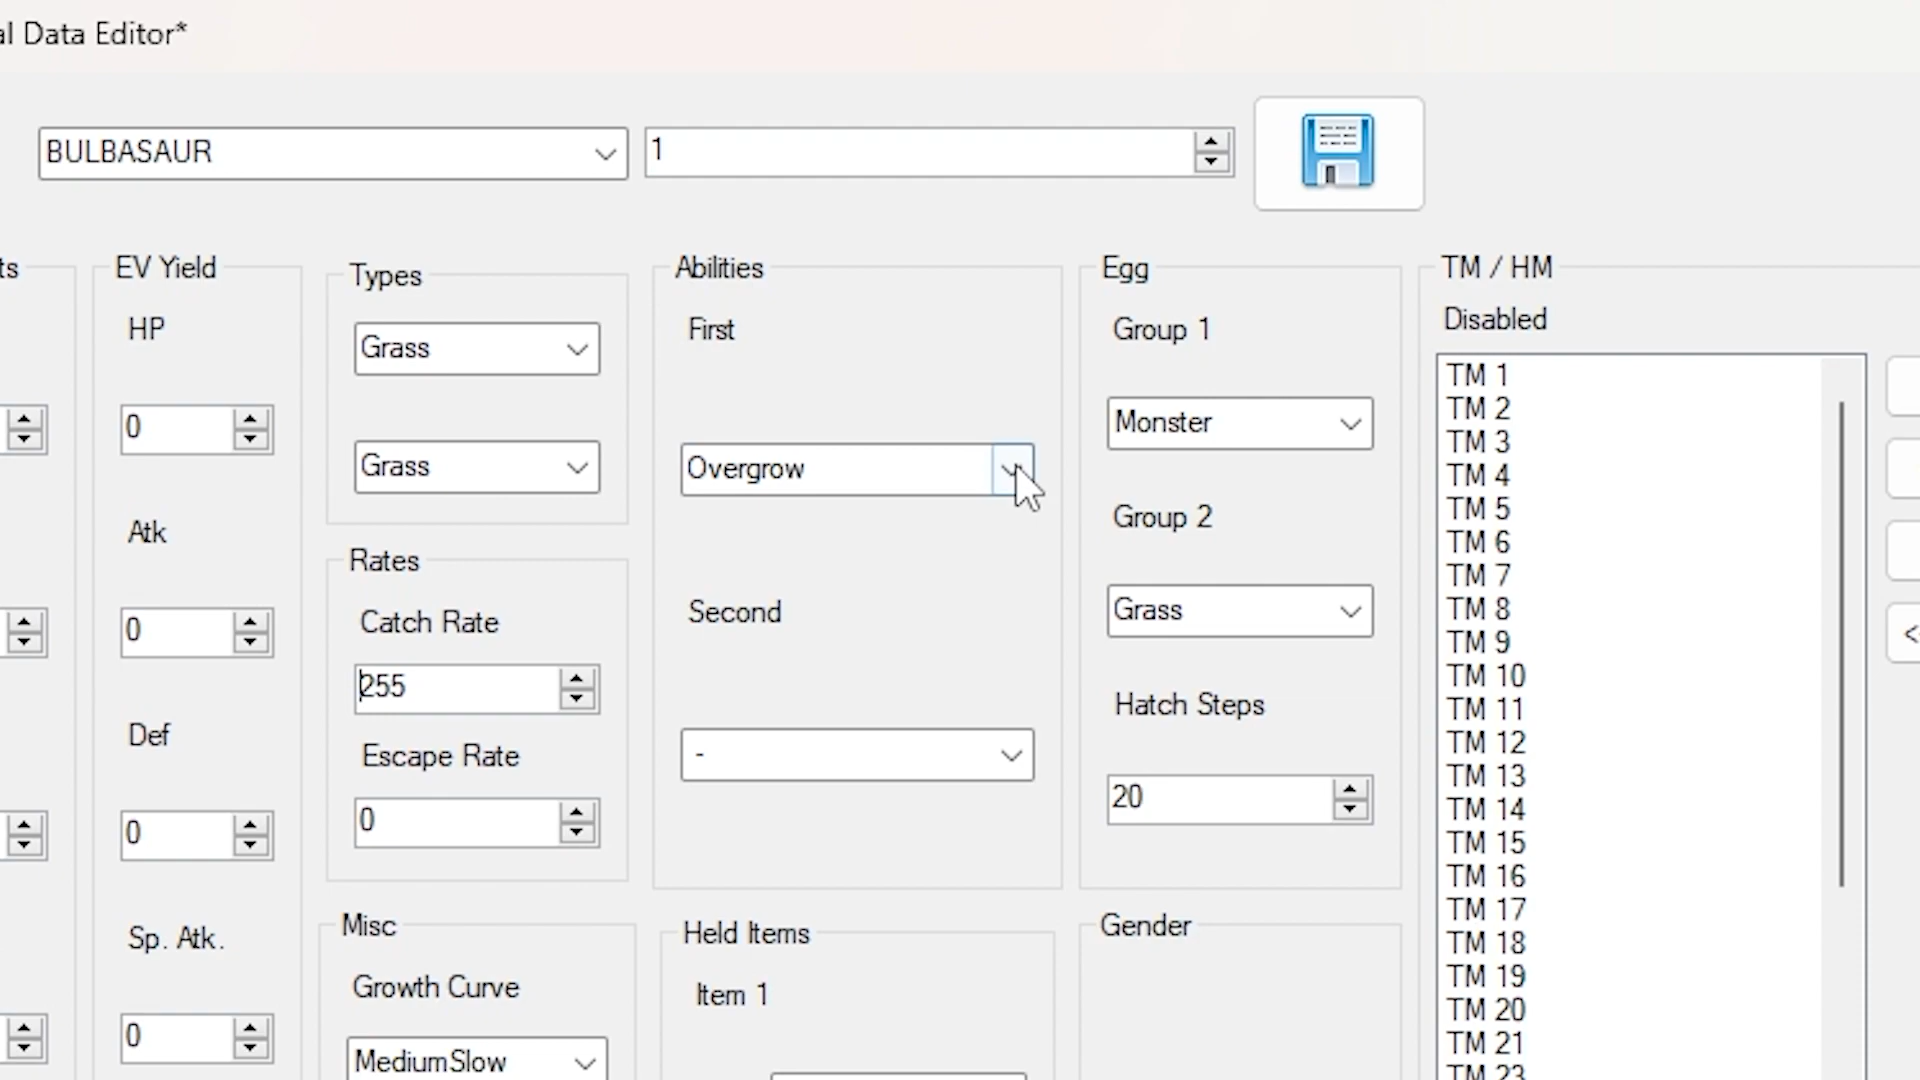 al Data Editor*
BULBASAUR
1
ts
EV Yield
HP
0
Atk
0
Def
0
Sp. Atk.
0
Types
Grass
Grass
Rates
Catch Rate
255
Escape Rate
0
Misc
Growth Curve
MediumSlow
Abilities
First
Overgrow
Second
-
Held Items
Item 1
Egg
Group 1
Monster
Group 2
Grass
Hatch Steps
20
Gender
TM / HM
Disabled
TM 1
TM 2
TM 3
TM 4
TM 5
TM 6
TM 7
TM 8
TM 9
TM 10
TM 11
TM 12
TM 13
TM 14
TM 15
TM 16
TM 17
TM 18
TM 19
TM 20
TM 21
TM 23
<